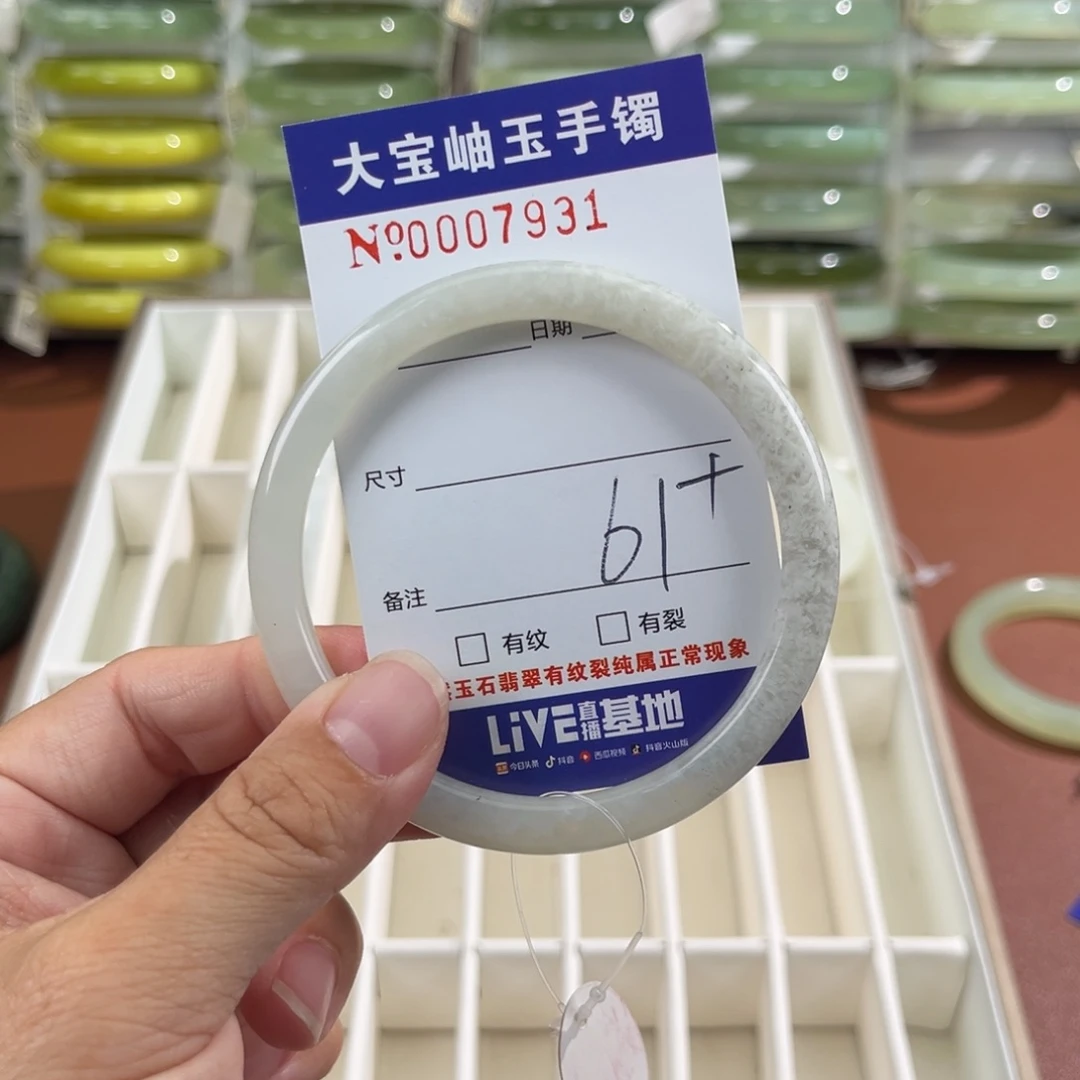 大宝岫玉手镯
Nº.0007931
日期
尺寸
61+
备注
有纹 有裂
玉石翡翠有纹裂纯属正常现象
LiVE直播基地
今日头条 抖音 西瓜视频 抖音火山版